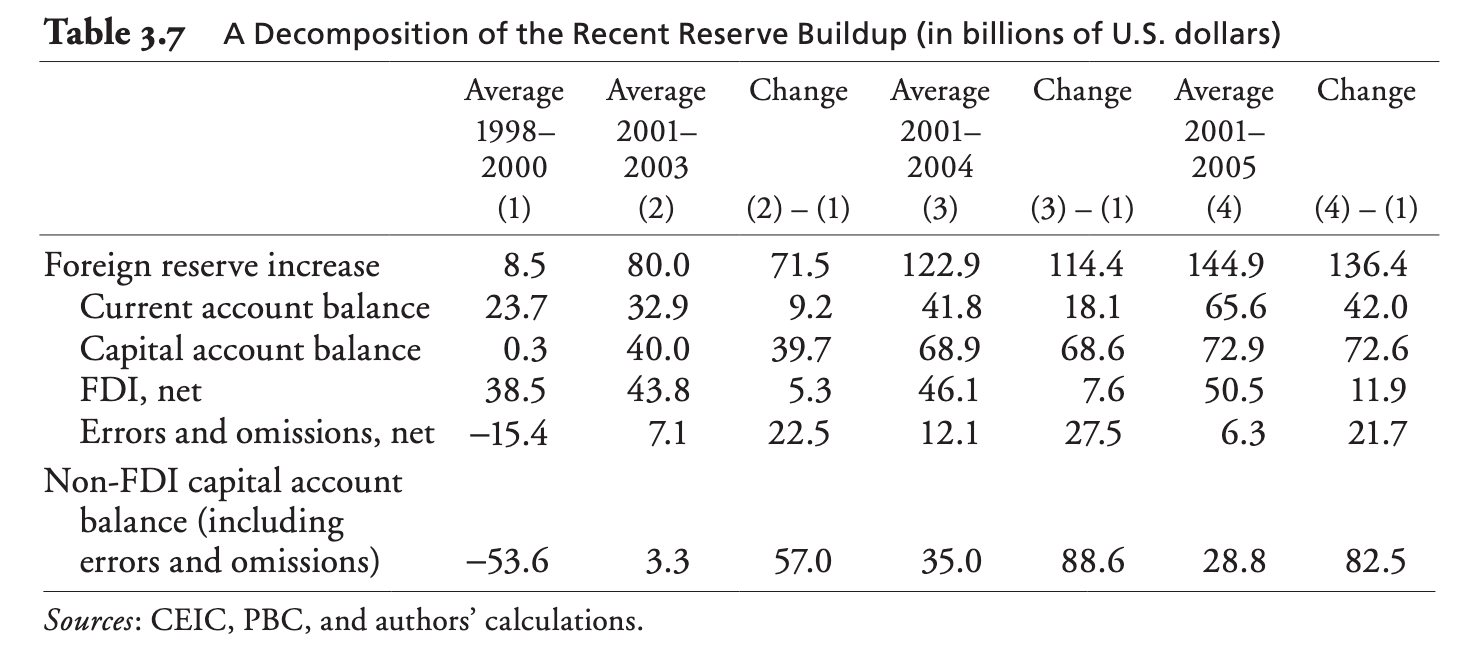 Table 3.7 A Decomposition of the Recent Reserve Buildup (in billions of U.S. dollars)
Average Average Change Average Change Average Change
1998– 2001– 2001– 2001–
2000 2003 2004 2005
(1) (2) (2) – (1) (3) (3) – (1) (4) (4) – (1)
Foreign reserve increase 8.5 80.0 71.5 122.9 114.4 144.9 136.4
Current account balance 23.7 32.9 9.2 41.8 18.1 65.6 42.0
Capital account balance 0.3 40.0 39.7 68.9 68.6 72.9 72.6
FDI, net 38.5 43.8 5.3 46.1 7.6 50.5 11.9
Errors and omissions, net –15.4 7.1 22.5 12.1 27.5 6.3 21.7
Non-FDI capital account
balance (including
errors and omissions) –53.6 3.3 57.0 35.0 88.6 28.8 82.5
Sources: CEIC, PBC, and authors’ calculations.